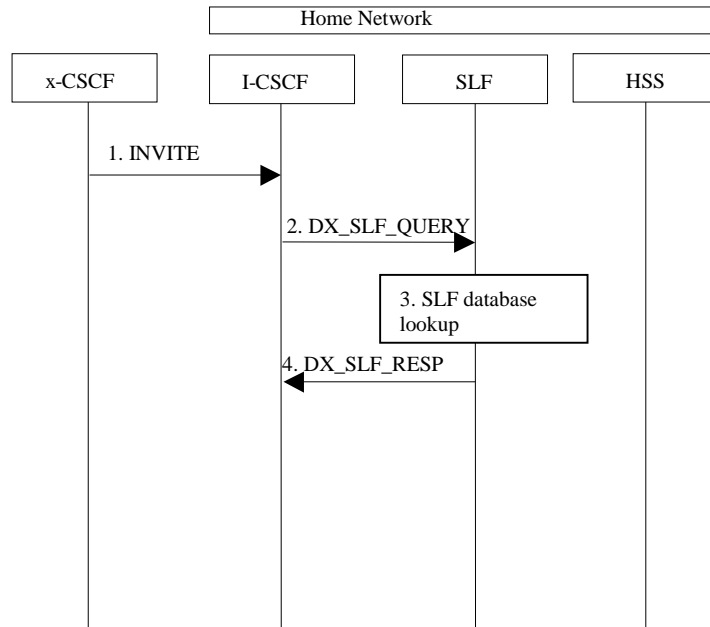 Home Network
x-CSCF
I-CSCF
SLF
HSS
1. INVITE
2. DX_SLF_QUERY
3. SLF database
lookup
4. DX_SLF_RESP